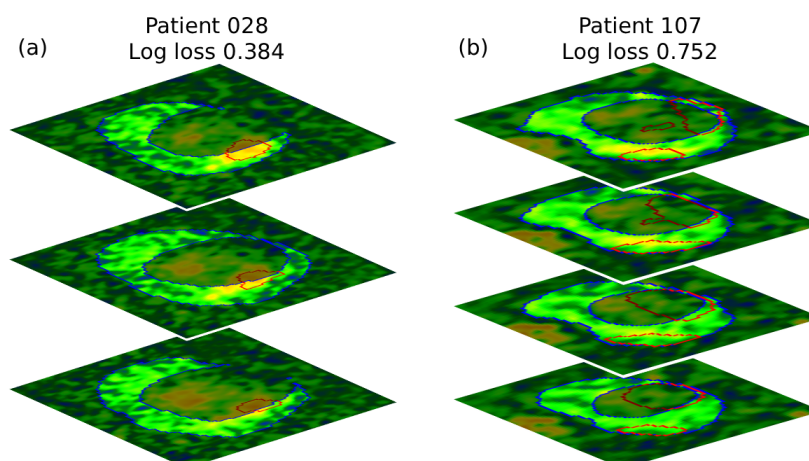 (a)
Patient 028
Log loss 0.384
(b)
Patient 107
Log loss 0.752